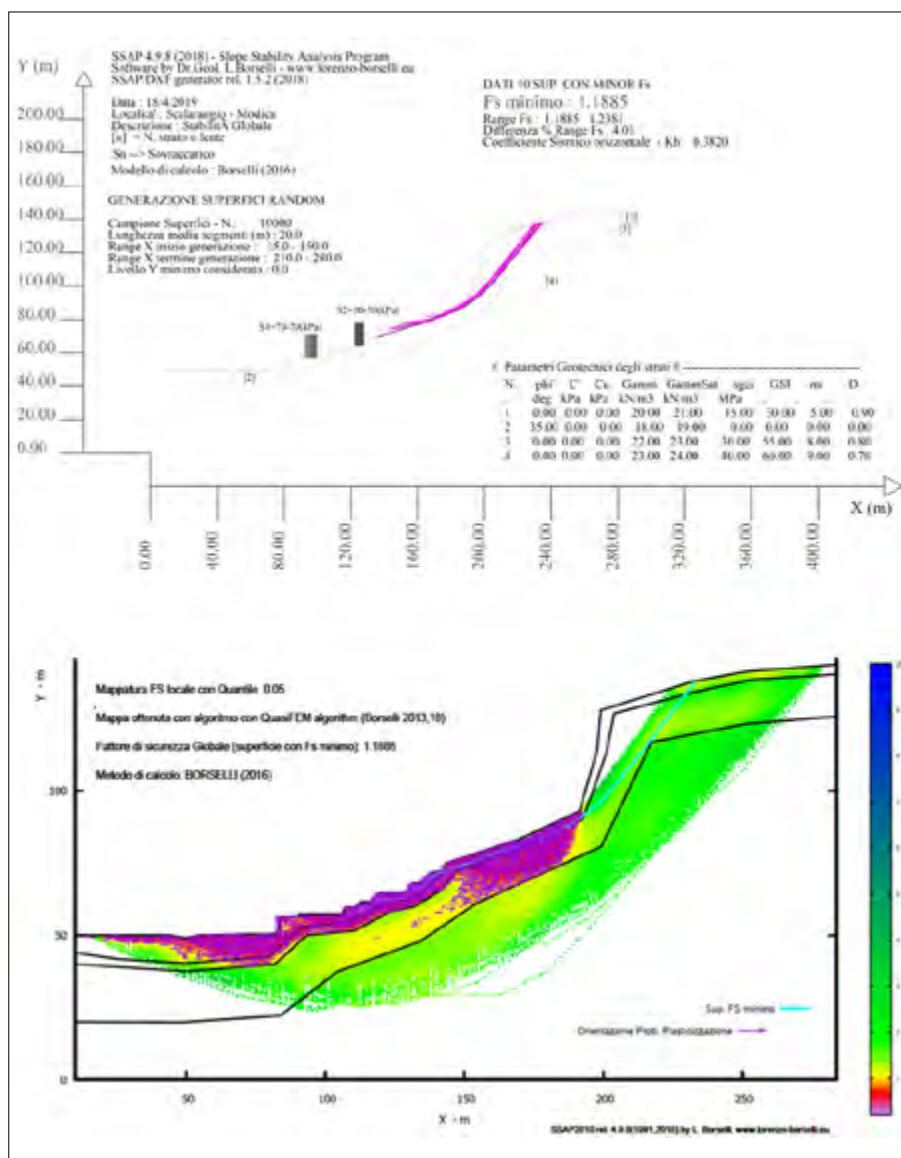 SSAP 4.9.8 (2018) - Slope Stability Analysis Program
Software by Dr.Geol. L.Borselli - www.lorenzo-borselli.eu
SSAP/DXF generator rel. 1.5.2 (2018)
Y (m)
Data : 18/4/2019
Localita' : Scalaraggio - Modica
Descrizione : Stabilità Globale
[n] = N. strato o lente
Sn --> Sovraccarico
Modello di calcolo : Borselli (2016)
DATI 10 SUP. CON MINOR Fs
Fs minimo : 1.1885
Range Fs : 1.1885 1.2381
Differenza % Range Fs : 4.01
Coefficiente Sismico orizzontale - Kh: 0.3820
GENERAZIONE SUPERFICI RANDOM
Campione Superfici - N.: 10000
Lunghezza media segmenti (m) : 20.0
Range X inizio generazione : 15.0 - 190.0
Range X termine generazione : 210.0 - 280.0
Livello Y minimo considerato : 0.0
200.00
180.00
160.00
140.00
120.00
100.00
80.00
60.00
40.00
20.00
0.00
[2]
# Parametri Geotecnici degli strati #
N. phi' C' Cu Gamm GammSat sgci GSI mi D
deg kPa kPa kN/m3 kN/m3 MPa
1 0.00 0.00 0.00 20.00 21.00 15.00 50.00 5.00 0.90
2 35.00 0.00 0.00 18.00 19.00 0.00 0.00 0.00 0.00
3 0.00 0.00 0.00 22.00 23.00 30.00 55.00 8.00 0.80
4 0.00 0.00 0.00 23.00 24.00 40.00 60.00 9.00 0.70
X (m)
0.00
40.00
80.00
120.00
160.00
200.00
240.00
280.00
320.00
360.00
400.00
Y - m
Mappatura FS locale con Quantile 0.05
Mappa ottenuta con algoritmo con QuasiFEM algorithm (Borselli 2013,18)
Fattore di sicurezza Globale (superficie con Fs minimo): 1.1885
Metodo di calcolo: BORSELLI (2016)
100
50
0
Sup. FS minimo
Orientazione Prob. Plasticizzazione
50
100
150
200
250
X - m
SSAP2010 rel. 4.9.8 (1991,2018) by L. Borselli, www.lorenzo-borselli.eu